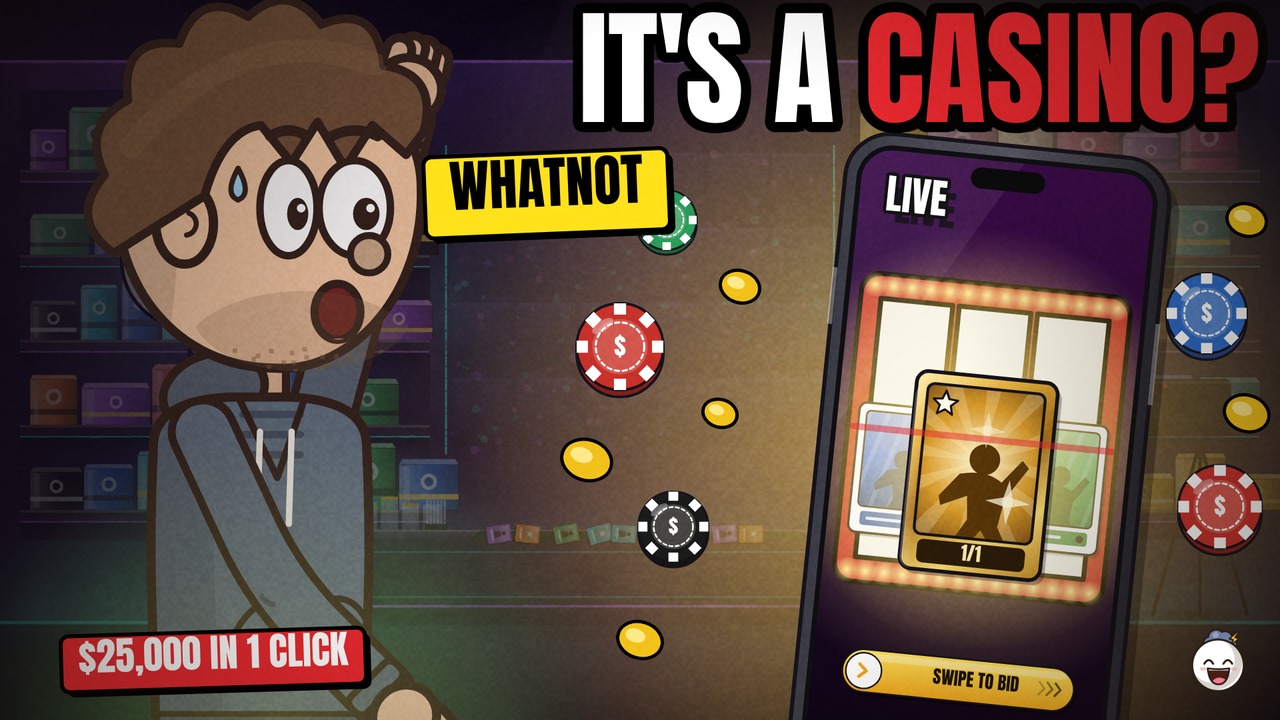 IT'S A CASINO?
WHATNOT
LIVE
$
$
$
$
1/1
$25,000 IN 1 CLICK
SWIPE TO BID